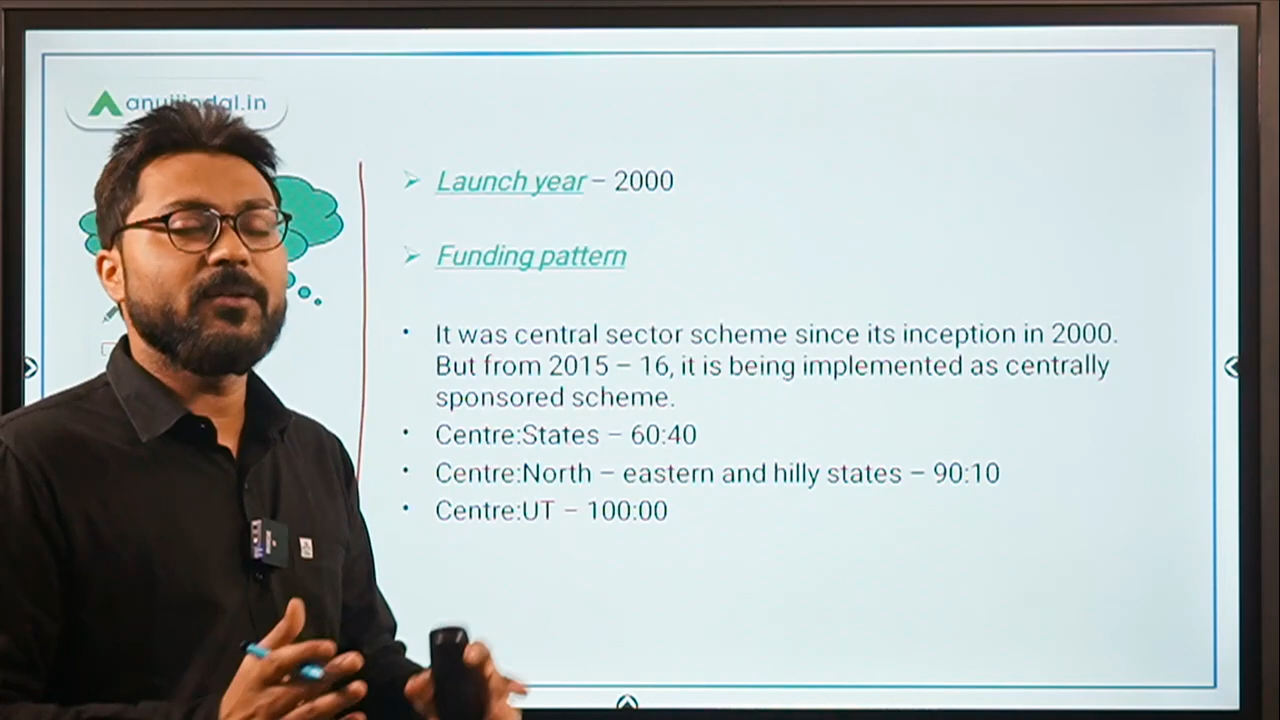 anujjindal.in
Launch year – 2000
Funding pattern
It was central sector scheme since its inception in 2000.
But from 2015 – 16, it is being implemented as centrally
sponsored scheme.
Centre:States – 60:40
Centre:North – eastern and hilly states – 90:10
Centre:UT – 100:00